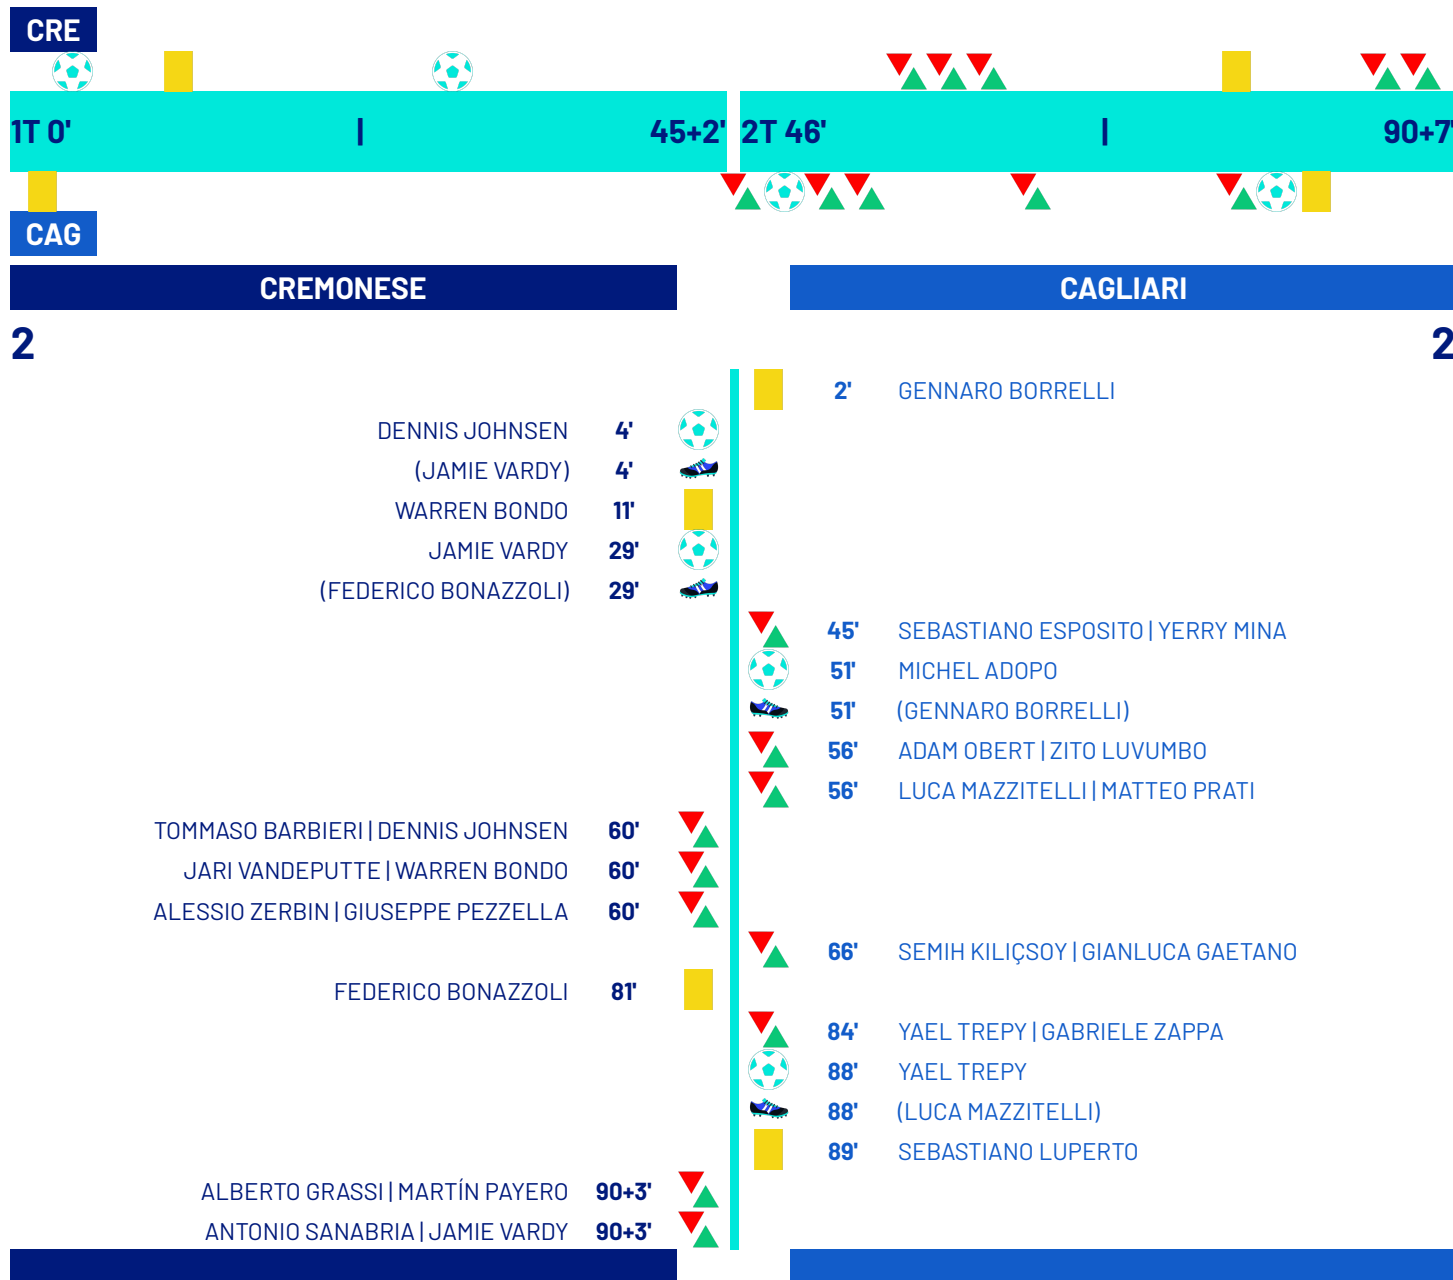 CRE
1T 0' | 45+2' 2T 46' | 90+7'
CAG
CREMONESE CAGLIARI
2 2
2' GENNARO BORRELLI
DENNIS JOHNSEN 4'
(JAMIE VARDY) 4'
WARREN BONDO 11'
JAMIE VARDY 29'
(FEDERICO BONAZZOLI) 29'
45' SEBASTIANO ESPOSITO | YERRY MINA
51' MICHEL ADOPO
51' (GENNARO BORRELLI)
56' ADAM OBERT | ZITO LUVUMBO
56' LUCA MAZZITELLI | MATTEO PRATI
TOMMASO BARBIERI | DENNIS JOHNSEN 60'
JARI VANDEPUTTE | WARREN BONDO 60'
ALESSIO ZERBIN | GIUSEPPE PEZZELLA 60'
66' SEMIH KILIÇSOY | GIANLUCA GAETANO
FEDERICO BONAZZOLI 81'
84' YAEL TREPY | GABRIELE ZAPPA
88' YAEL TREPY
88' (LUCA MAZZITELLI)
89' SEBASTIANO LUPERTO
ALBERTO GRASSI | MARTÍN PAYERO 90+3'
ANTONIO SANABRIA | JAMIE VARDY 90+3'